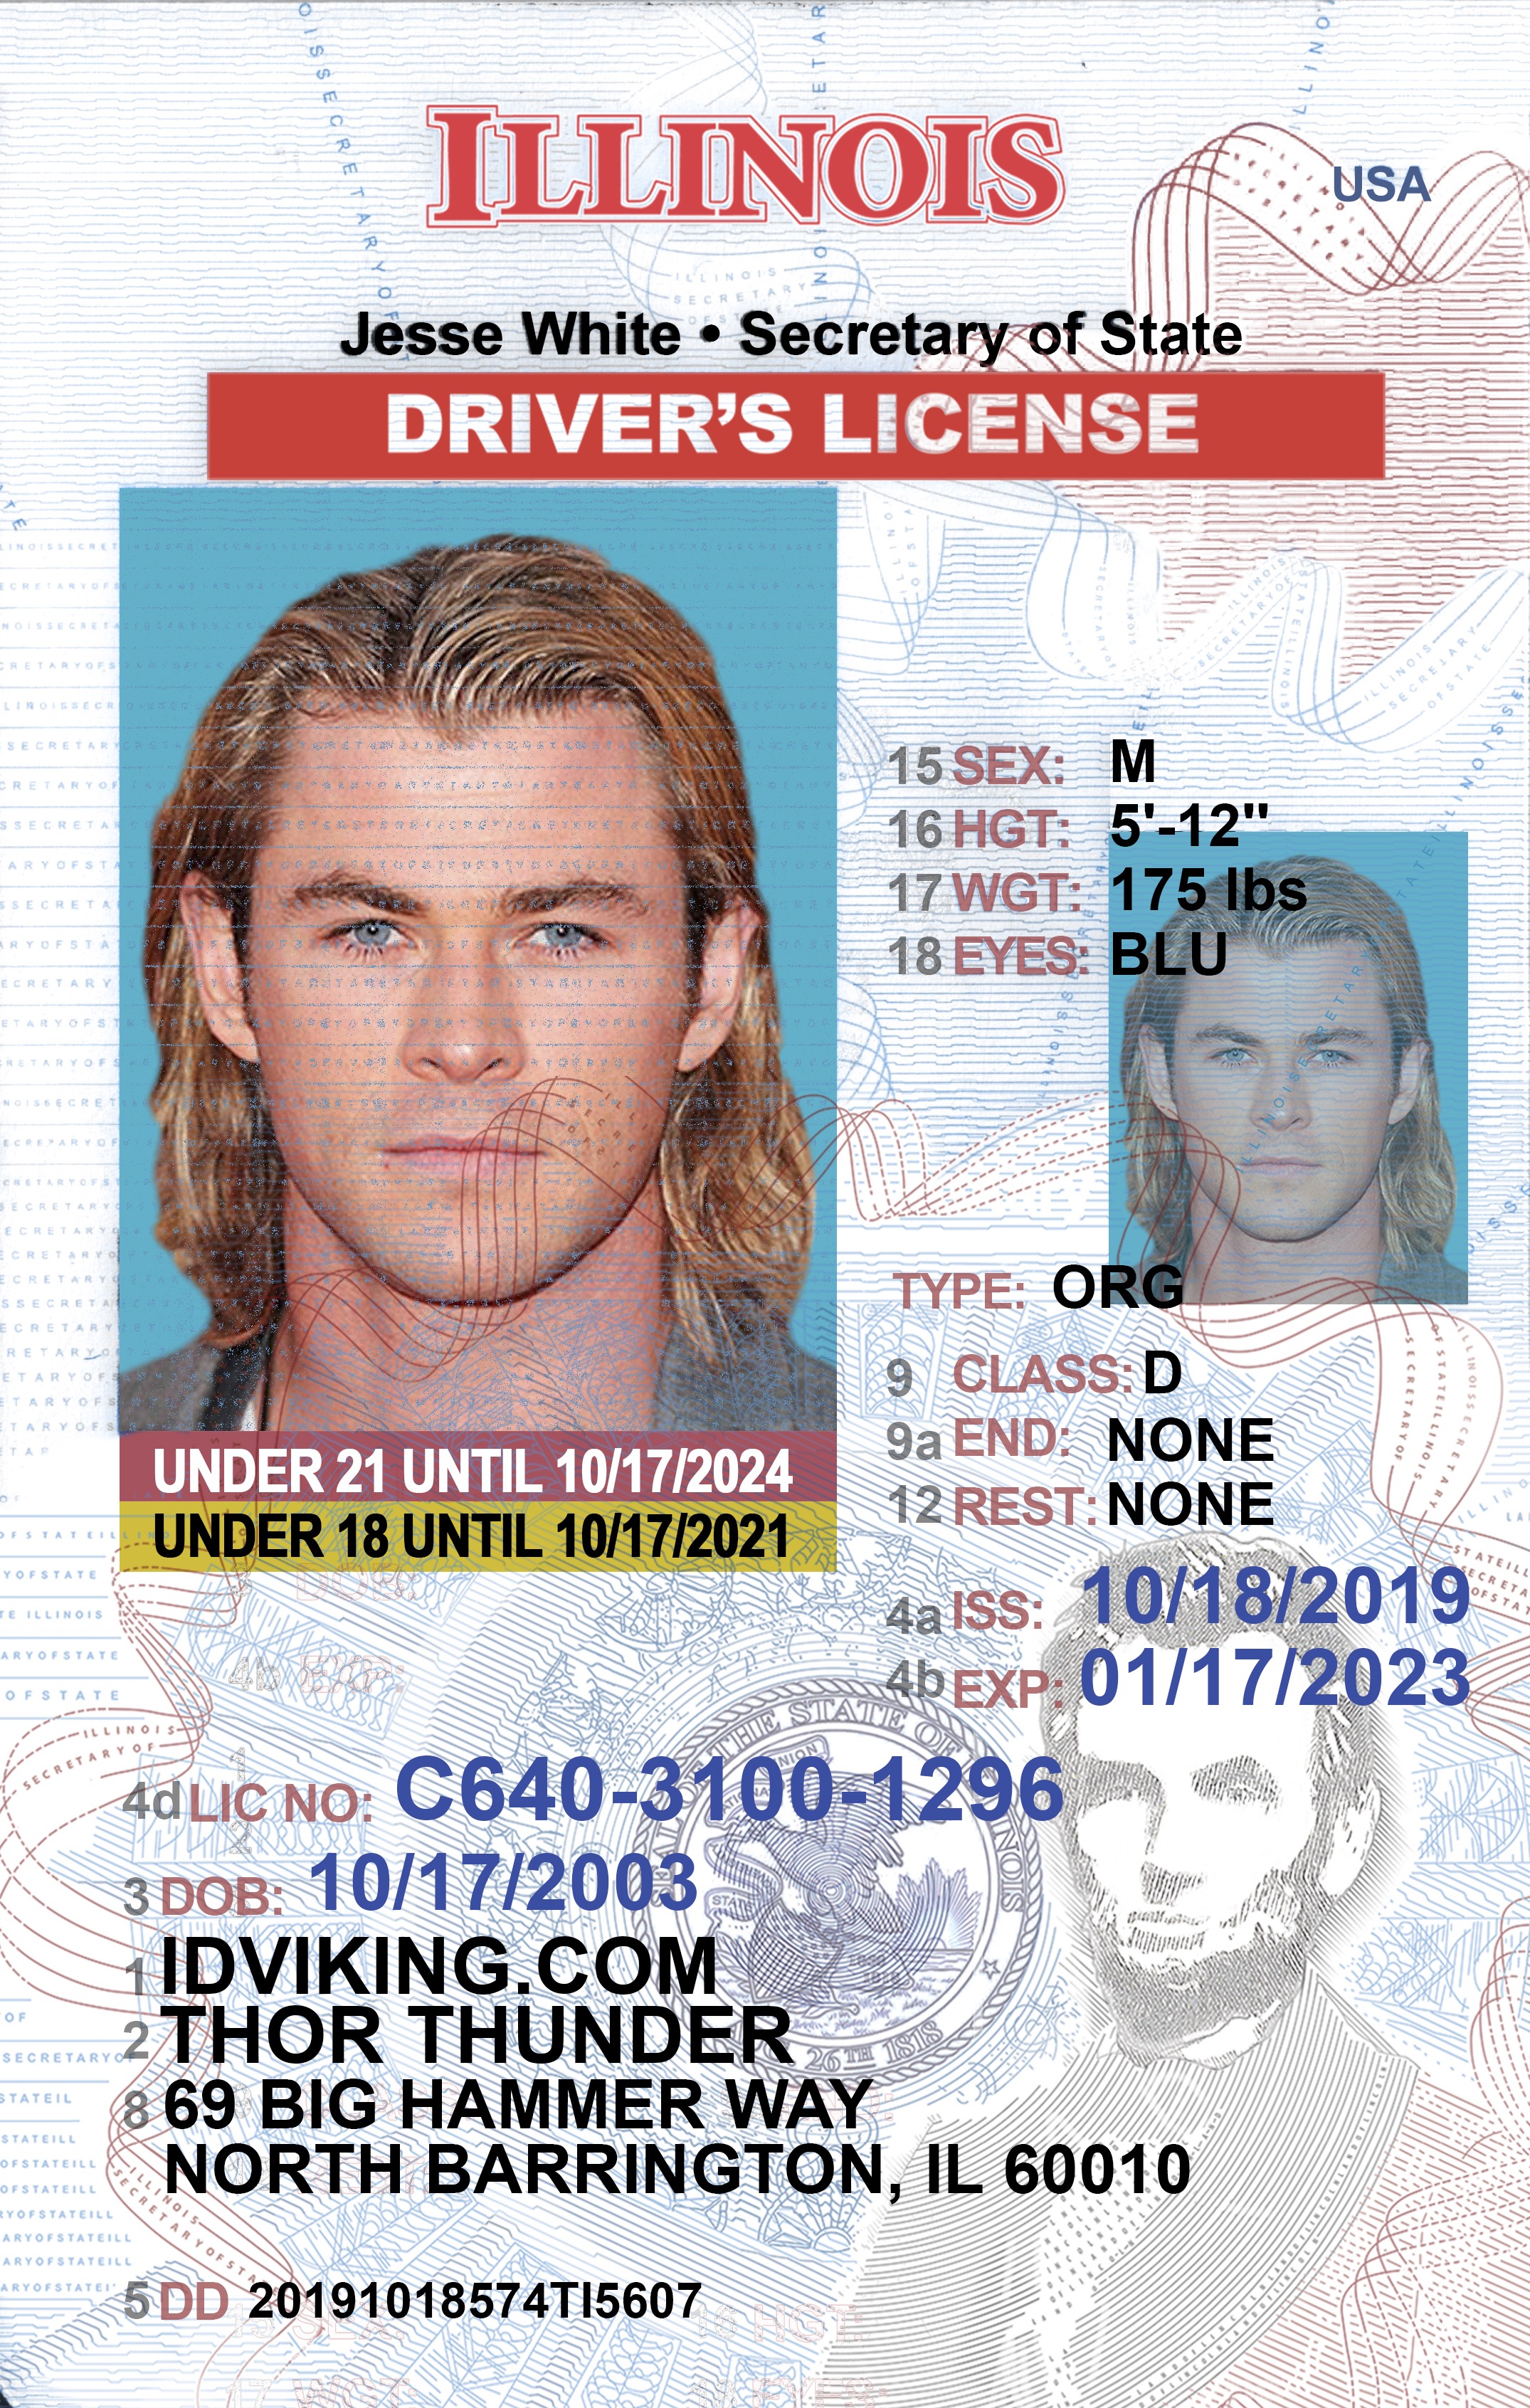 ILLINOIS
USA
Jesse White • Secretary of State
DRIVER'S LICENSE
15 SEX: M
16 HGT: 5'-12"
17 WGT: 175 lbs
18 EYES: BLU
TYPE: ORG
9 CLASS: D
9a END: NONE
12 REST: NONE
UNDER 21 UNTIL 10/17/2024
UNDER 18 UNTIL 10/17/2021
4a ISS: 10/18/2019
4b EXP: 01/17/2023
4d LIC NO: C640-3100-1296
3 DOB: 10/17/2003
1 IDVIKING.COM
2 THOR THUNDER
8 69 BIG HAMMER WAY
NORTH BARRINGTON, IL 60010
5 DD 20191018574TI5607